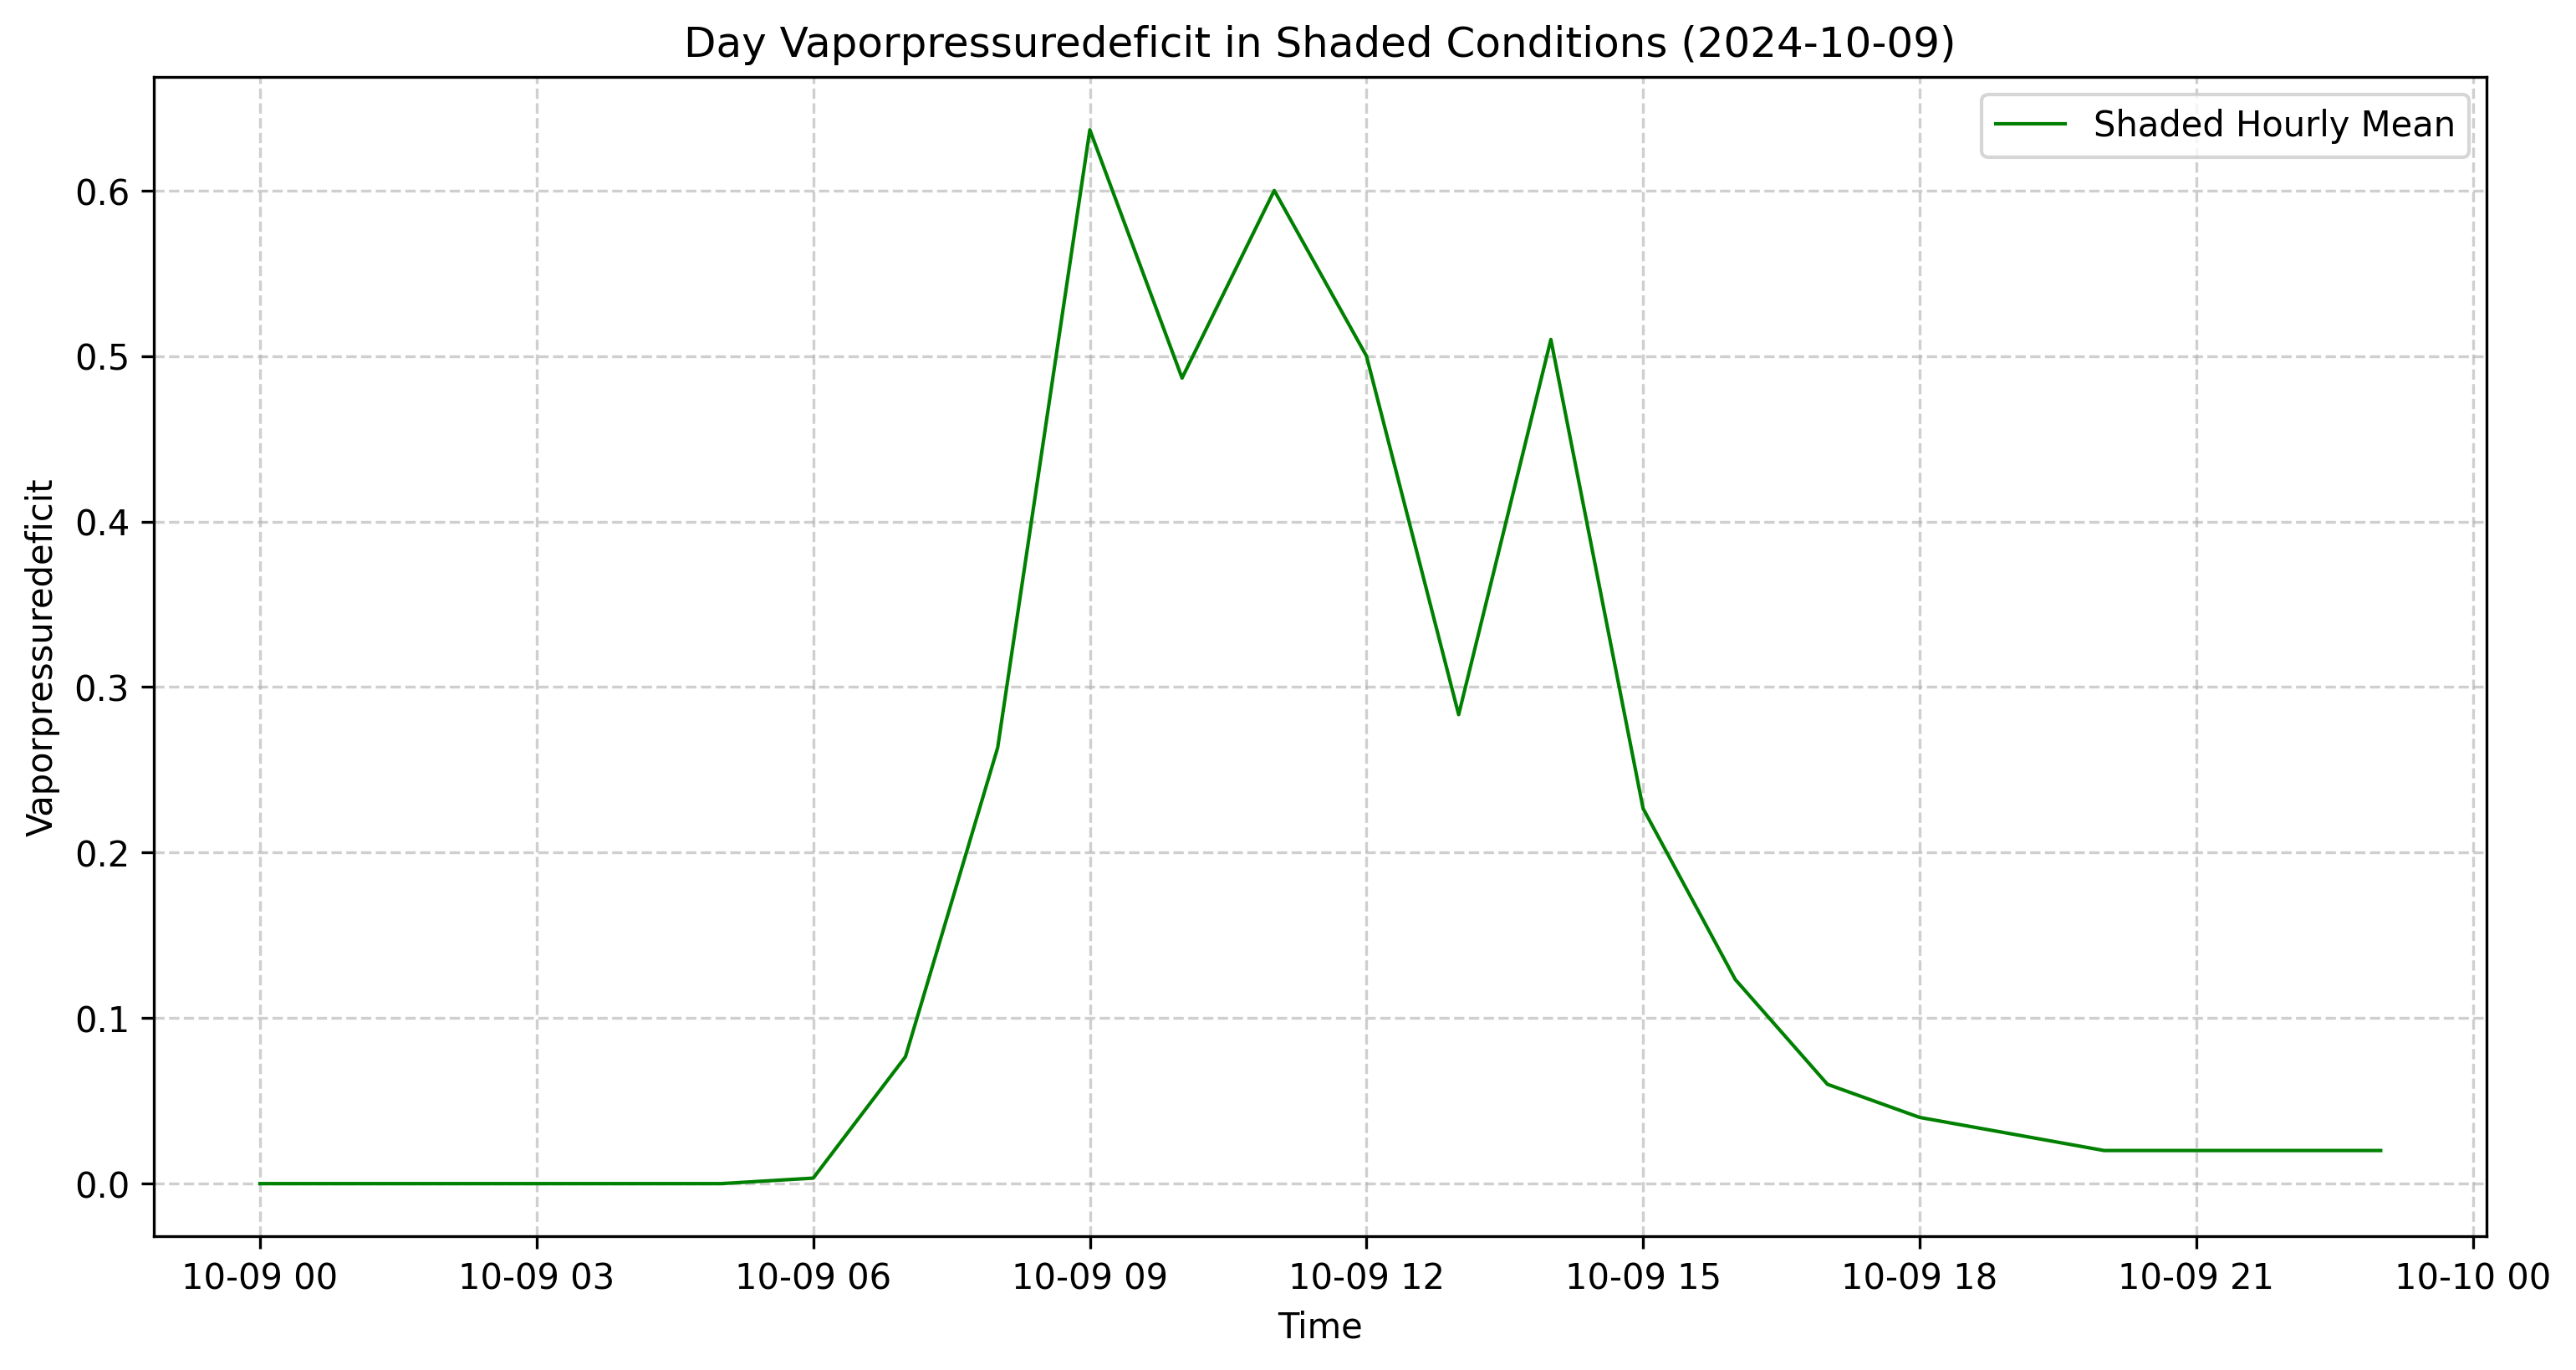 Day Vaporpressuredeficit in Shaded Conditions (2024-10-09)
Shaded Hourly Mean
Vaporpressuredeficit
0.6
0.5
0.4
0.3
0.2
0.1
0.0
10-09 00 10-09 03 10-09 06 10-09 09 10-09 12 10-09 15 10-09 18 10-09 21 10-10 00
Time